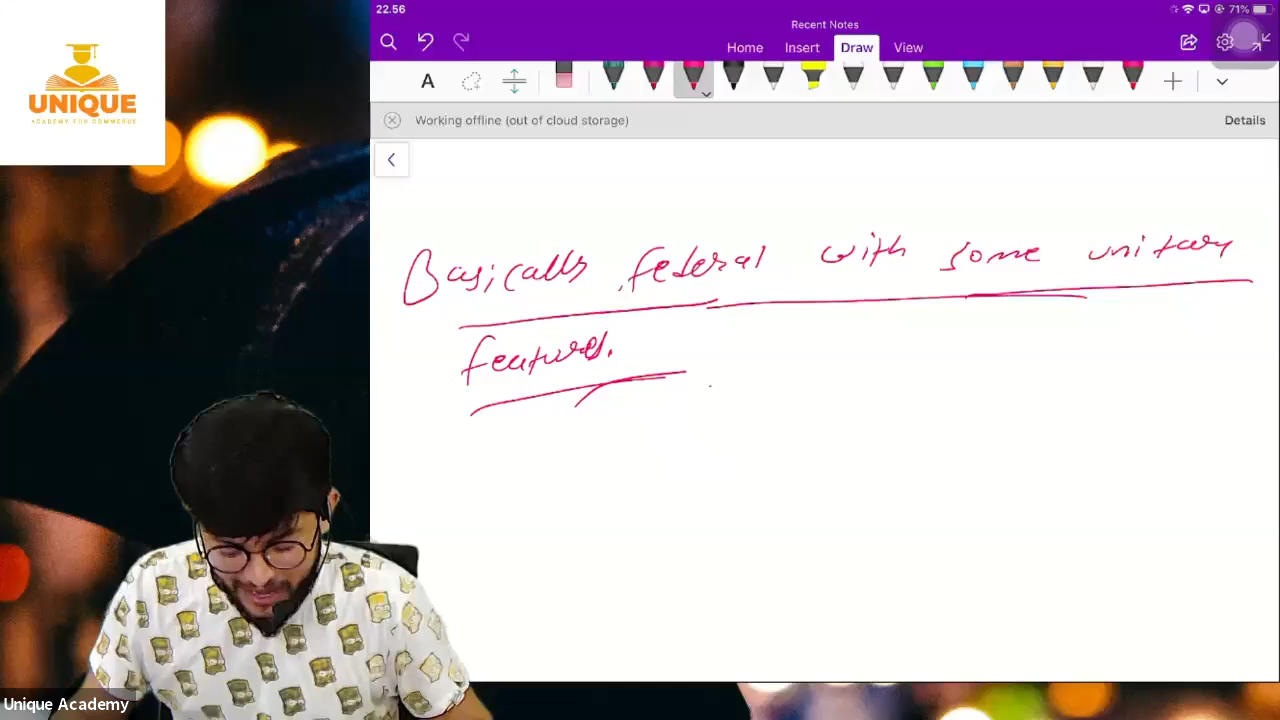 22.56
71%
Recent Notes
Home Insert Draw View
A
Working offline (out of cloud storage)
Details
UNIQUE
ACADEMY FOR COMMERCE
Basically federal with some unitary
features.
Unique Academy